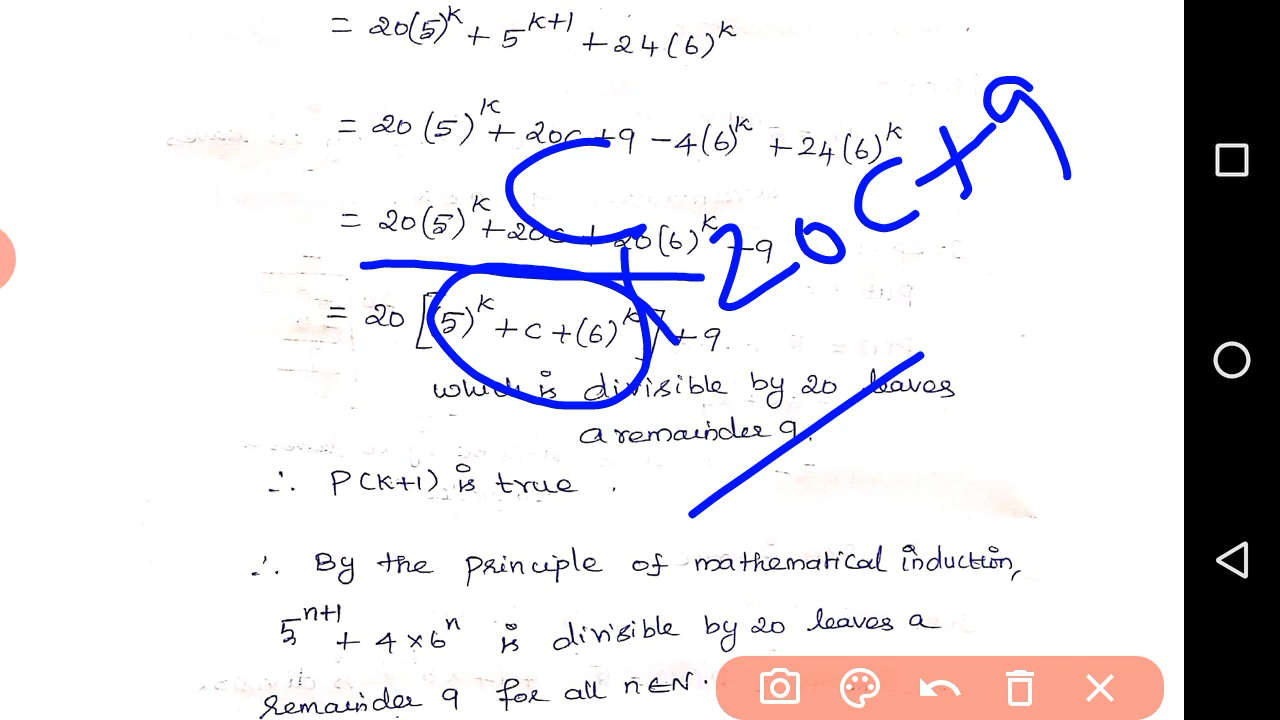 = 20(5)^k + 5^{k+1} + 24(6)^k
= 20(5)^k + 20c + 9 - 4(6)^k + 24(6)^k
= 20(5)^k + 20c + 20(6)^k + 9
20c+9
= 20[(5)^k + c + (6)^k] + 9
which is divisible by 20 leaves
a remainder 9.
∴ P(k+1) is true.
∴ By the principle of mathematical induction,
5^{n+1} + 4 × 6^n is divisible by 20 leaves a
remainder 9 for all n∈N.